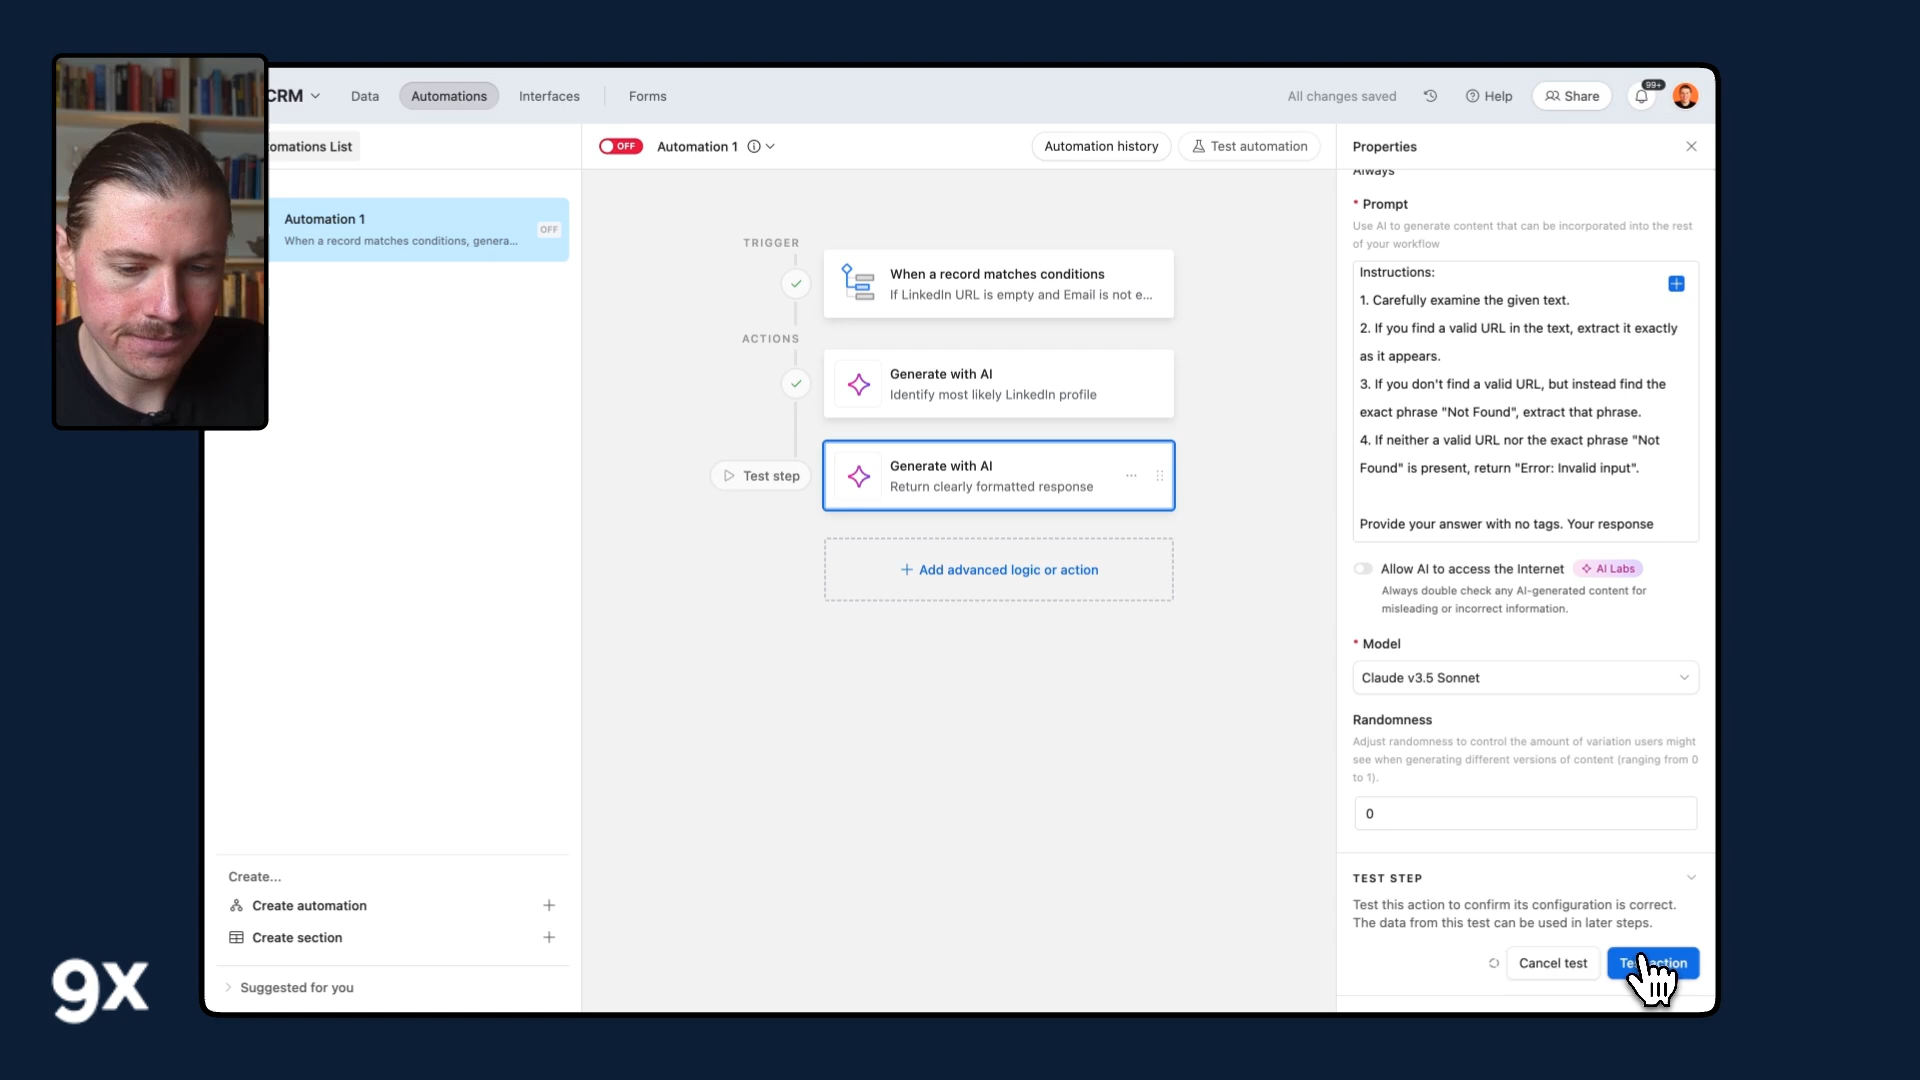 CRM
Data
Automations
Interfaces
Forms
All changes saved
Help
Share
99+
omations List
OFF
Automation 1
Automation history
Test automation
Properties
Automation 1
When a record matches conditions, genera...
OFF
TRIGGER
When a record matches conditions
If LinkedIn URL is empty and Email is not e...
ACTIONS
Generate with AI
Identify most likely LinkedIn profile
Test step
Generate with AI
Return clearly formatted response
Add advanced logic or action
Always
* Prompt
Use AI to generate content that can be incorporated into the rest
of your workflow
Instructions:
1. Carefully examine the given text.
2. If you find a valid URL in the text, extract it exactly
as it appears.
3. If you don't find a valid URL, but instead find the
exact phrase "Not Found", extract that phrase.
4. If neither a valid URL nor the exact phrase "Not
Found" is present, return "Error: Invalid input".
Provide your answer with no tags. Your response
Allow AI to access the Internet
AI Labs
Always double check any AI-generated content for
misleading or incorrect information.
* Model
Claude v3.5 Sonnet
Randomness
Adjust randomness to control the amount of variation users might
see when generating different versions of content (ranging from 0
to 1).
0
TEST STEP
Test this action to confirm its configuration is correct.
The data from this test can be used in later steps.
Cancel test
Test action
Create...
Create automation
Create section
Suggested for you
9x